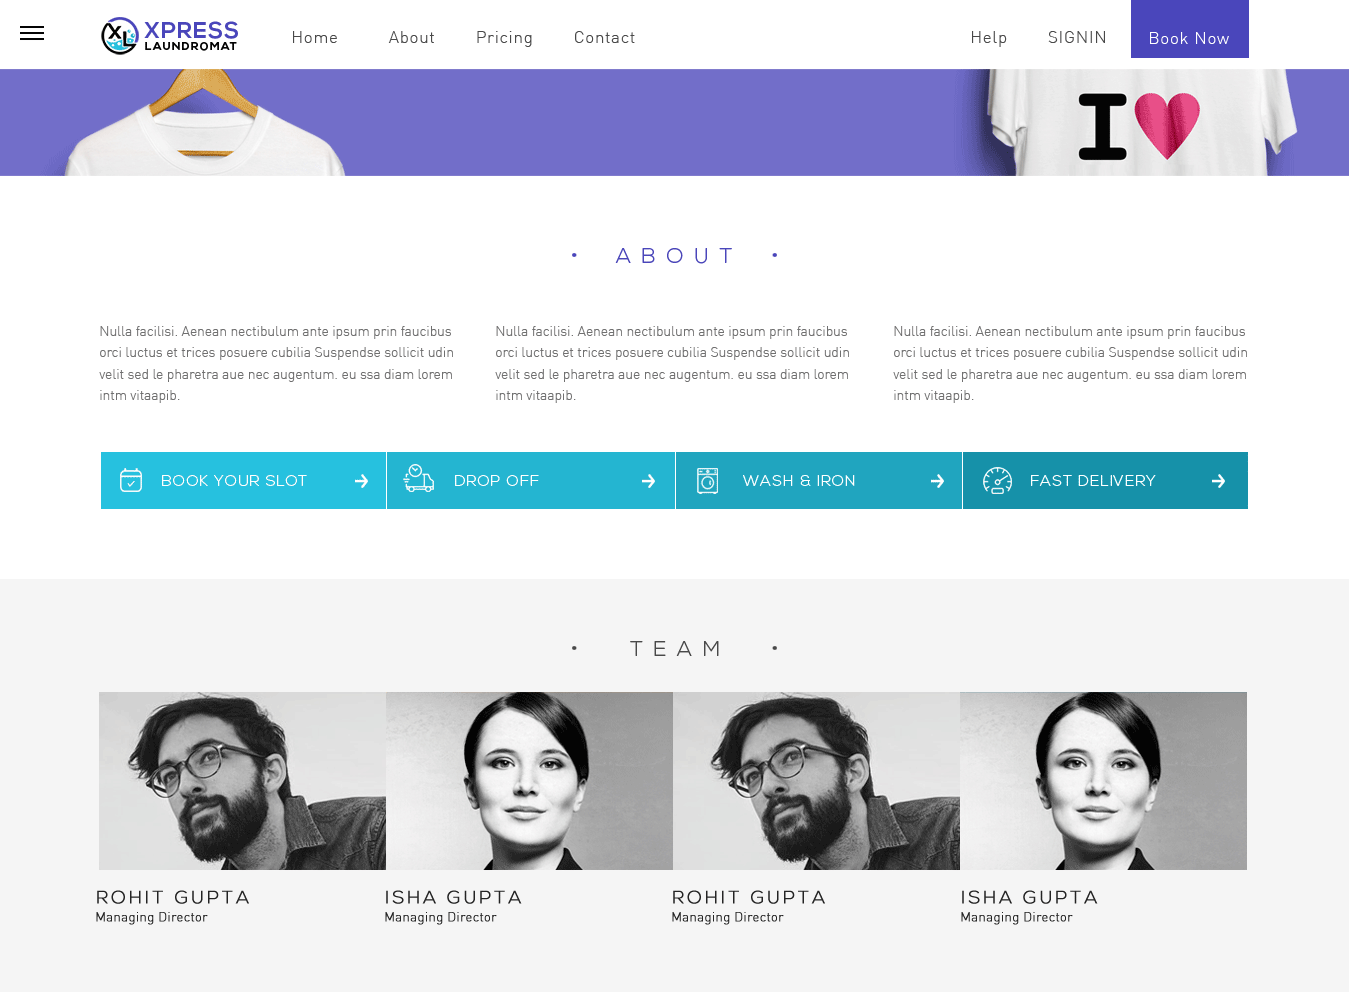 XPRESS
LAUNDROMAT
XL
Home About Pricing Contact Help SIGNIN Book Now
I
ABOUT
Nulla facilisi. Aenean nectibulum ante ipsum prin faucibus
orci luctus et trices posuere cubilia Suspendse sollicit udin
velit sed le pharetra aue nec augentum. eu ssa diam lorem
intm vitaapib.
Nulla facilisi. Aenean nectibulum ante ipsum prin faucibus
orci luctus et trices posuere cubilia Suspendse sollicit udin
velit sed le pharetra aue nec augentum. eu ssa diam lorem
intm vitaapib.
Nulla facilisi. Aenean nectibulum ante ipsum prin faucibus
orci luctus et trices posuere cubilia Suspendse sollicit udin
velit sed le pharetra aue nec augentum. eu ssa diam lorem
intm vitaapib.
BOOK YOUR SLOT
DROP OFF
WASH & IRON
FAST DELIVERY
TEAM
ROHIT GUPTA
Managing Director
ISHA GUPTA
Managing Director
ROHIT GUPTA
Managing Director
ISHA GUPTA
Managing Director